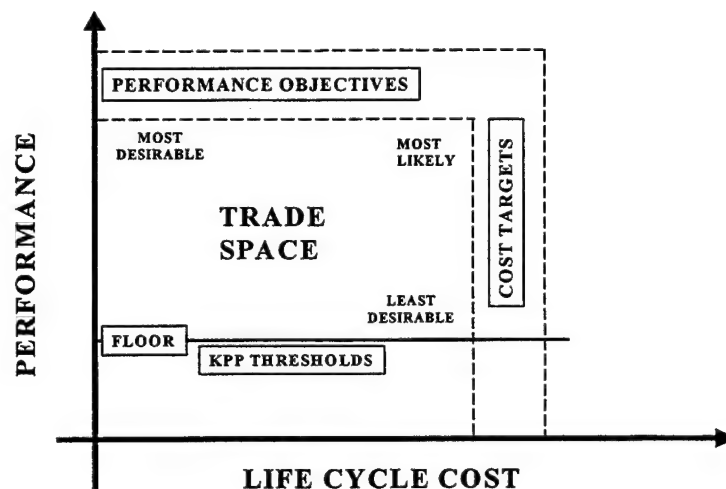 PERFORMANCE OBJECTIVES
MOST
DESIRABLE
MOST
LIKELY
TRADE
SPACE
COST TARGETS
LEAST
DESIRABLE
FLOOR
KPP THRESHOLDS
PERFORMANCE
LIFE CYCLE COST